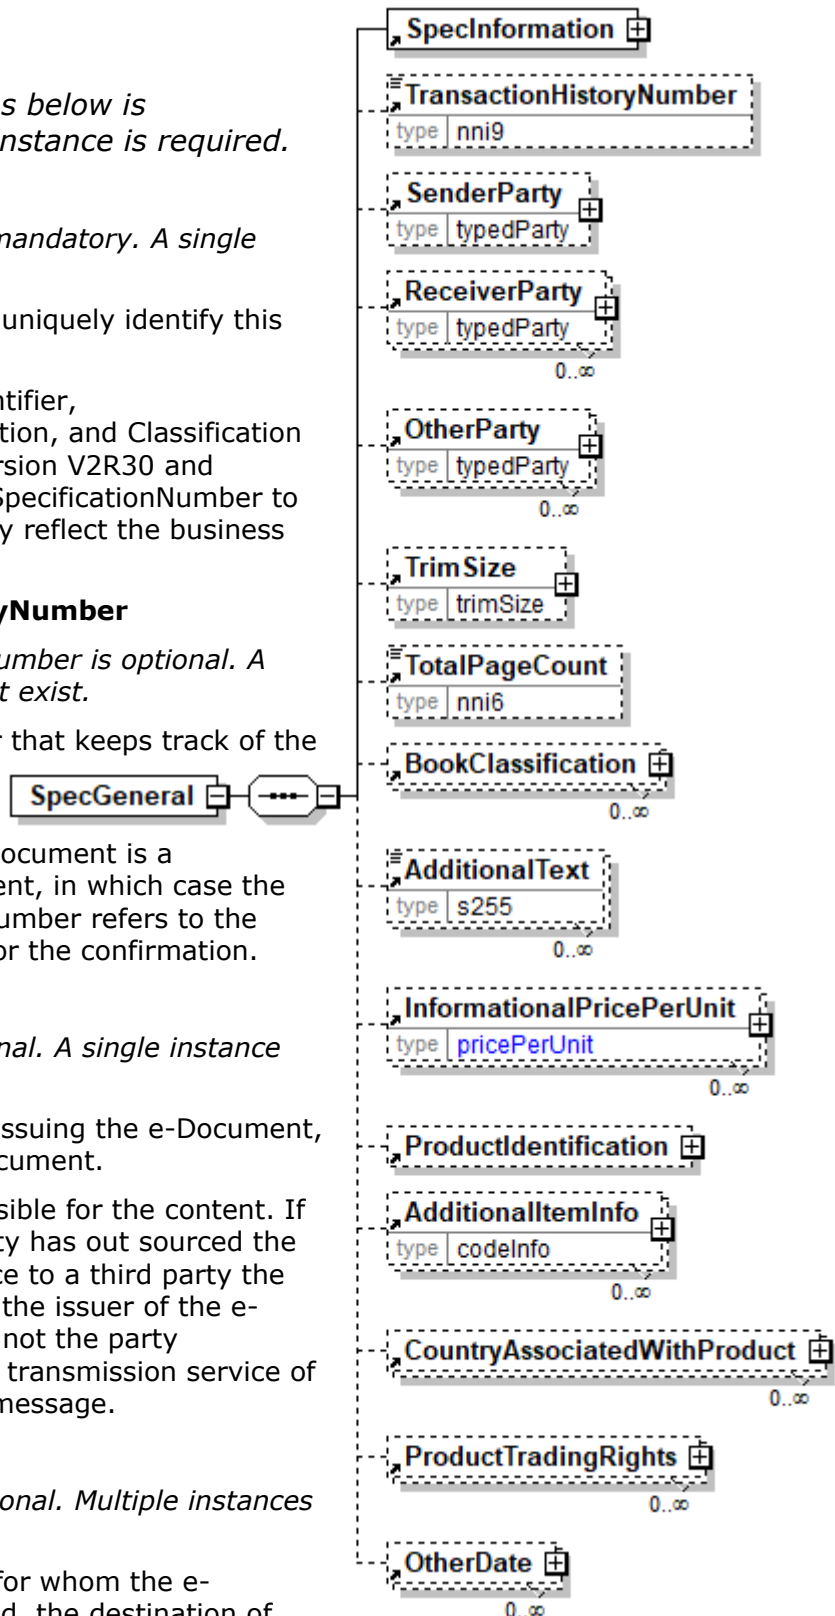 s below is
nstance is required.
mandatory. A single
uniquely identify this
ntifier,
tion, and Classification
rsion V2R30 and
SpecificationNumber to
y reflect the business
yNumber
umber is optional. A
t exist.
r that keeps track of the
ocument is a
ent, in which case the
umber refers to the
or the confirmation.
nal. A single instance
issuing the e-Document,
cument.
sible for the content. If
ty has out sourced the
ce to a third party the
the issuer of the e-
not the party
transmission service of
message.
onal. Multiple instances
for whom the e-
d, the destination of
SpecGeneral
SpecInformation
TransactionHistoryNumber
type nni9
SenderParty
type typedParty
ReceiverParty
type typedParty
0..∞
OtherParty
type typedParty
0..∞
TrimSize
type trimSize
TotalPageCount
type nni6
BookClassification
0..∞
AdditionalText
type s255
0..∞
InformationalPricePerUnit
type pricePerUnit
0..∞
ProductIdentification
AdditionalItemInfo
type codeInfo
0..∞
CountryAssociatedWithProduct
0..∞
ProductTradingRights
0..∞
OtherDate
0..∞